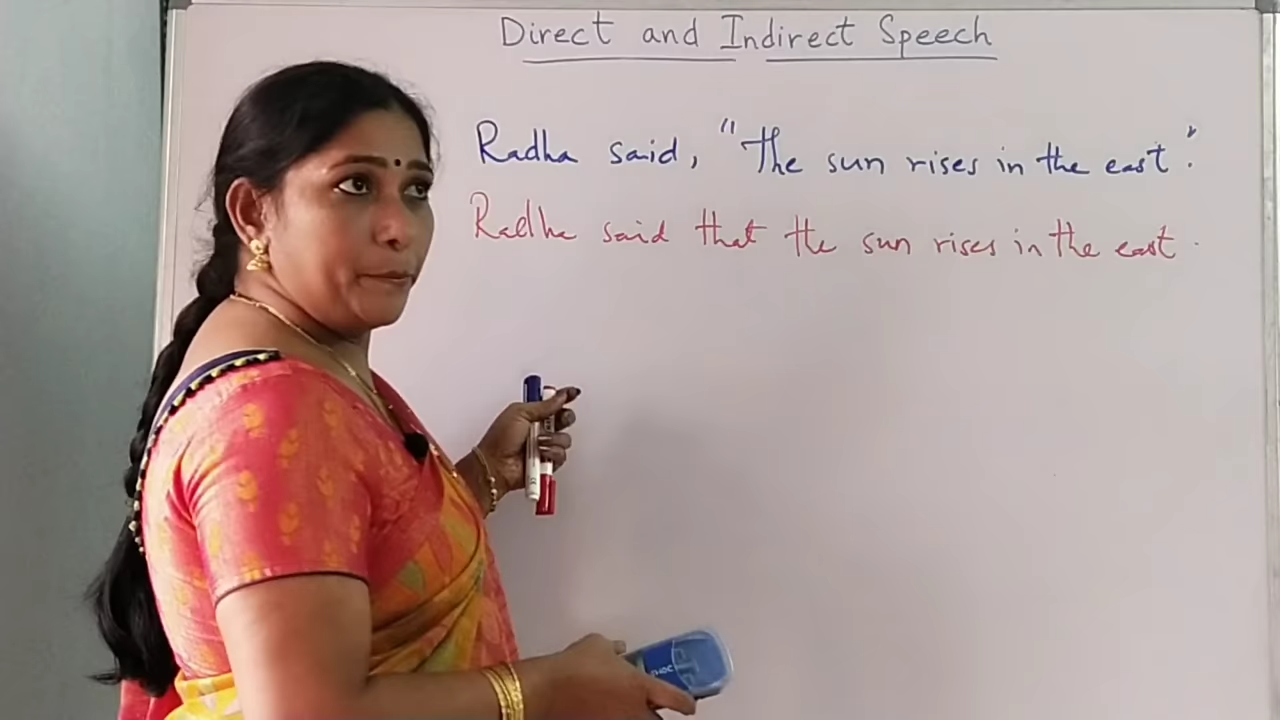 Direct and Indirect Speech
Radha said, "The sun rises in the east".
Radha said that the sun rises in the east.